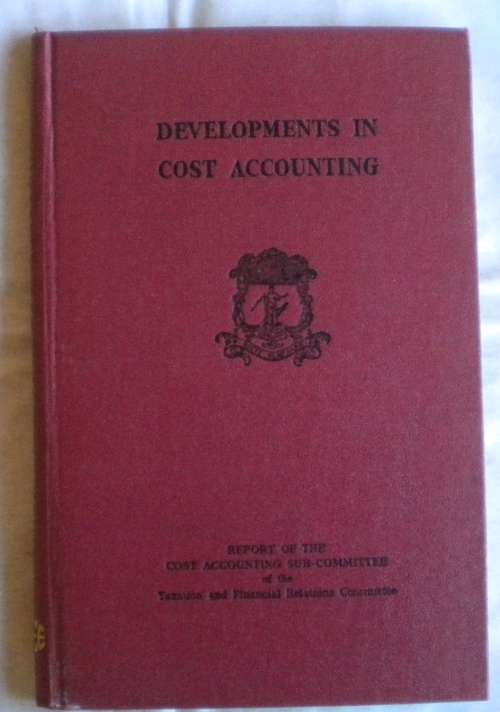 DEVELOPMENTS IN
COST ACCOUNTING
REPORT OF THE
COST ACCOUNTING SUB-COMMITTEE
of the
Taxation and Financial Relations Committee